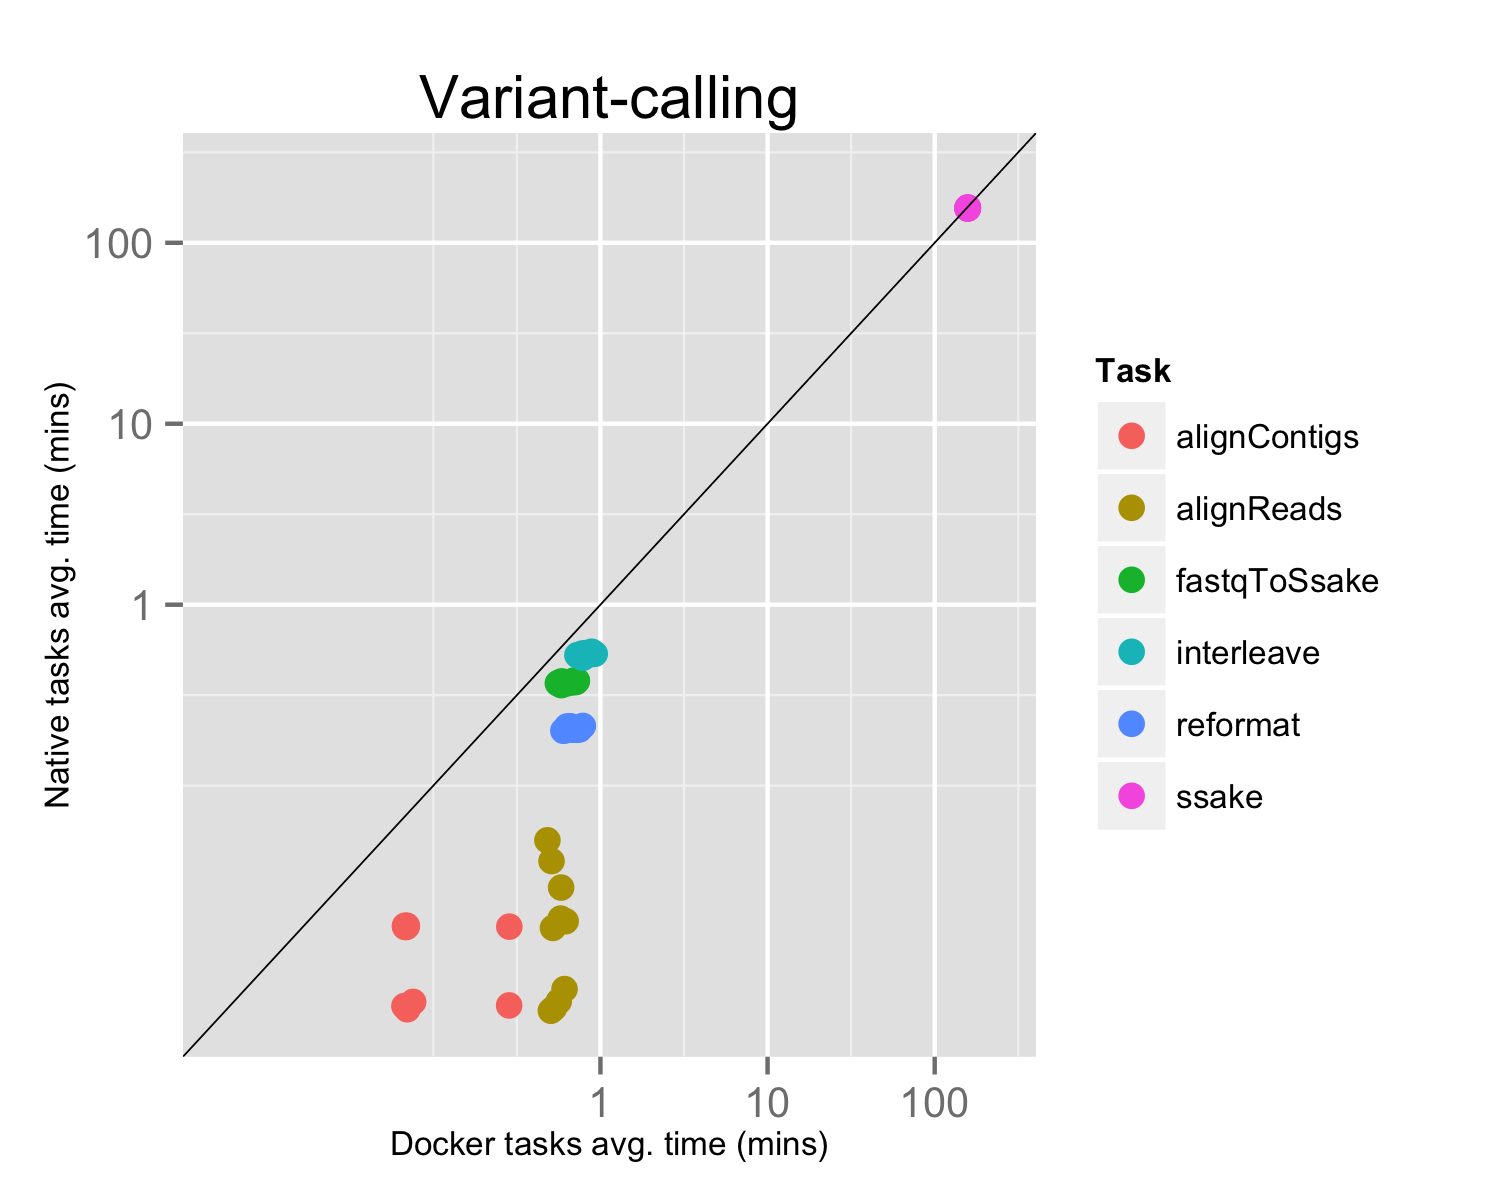 Variant-calling
Native tasks avg. time (mins)
100
10
1
1
10
100
Docker tasks avg. time (mins)
Task
alignContigs
alignReads
fastqToSsake
interleave
reformat
ssake